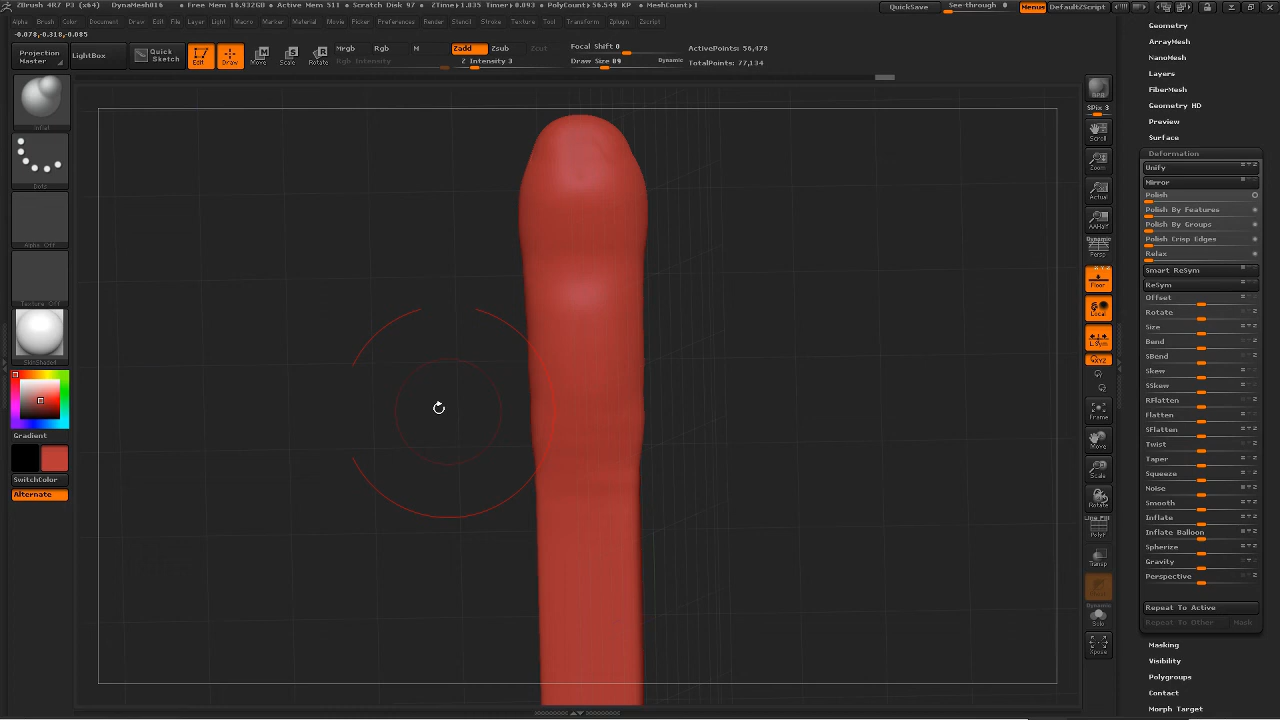 ZBrush 4R7 P3 (x64) DynaMesh016 • Free Mem 16.932GB • Active Mem 511 • Scratch Disk 97 • ZTime▸1.835 Timer▸0.093 • PolyCount▸56.549 KP • MeshCount▸1
QuickSave See-through 0 Menus DefaultZScript
Alpha Brush Color Document Draw Edit File Layer Light Macro Marker Material Movie Picker Preferences Render Stencil Stroke Texture Tool Transform Zplugin Zscript
-0.078,-0.318,-0.085
Projection Master
LightBox
Quick Sketch
Edit Draw Move Scale Rotate
Mrgb Rgb M
Rgb Intensity
Zadd Zsub Zcut
Z Intensity 3
Focal Shift 0
Draw Size 89 Dynamic
ActivePoints: 56,478
TotalPoints: 77,134
Inflat
Dots
Alpha Off
Texture Off
SkinShade4
Gradient
SwitchColor
Alternate
BPR
SPix 3
Scroll
Zoom
Actual
AAHalf
Dynamic
Persp
Floor
Local
L.Sym
XYZ
Frame
Move
Scale
Rotate
Line Fill
PolyF
Transp
Dynamic
Solo
Xpose
Geometry
ArrayMesh
NanoMesh
Layers
FiberMesh
Geometry HD
Preview
Surface
Deformation
Unify
Mirror
Polish
Polish By Features
Polish By Groups
Polish Crisp Edges
Relax
Smart ReSym
ReSym
Offset
Rotate
Size
Bend
SBend
Skew
SSkew
RFlatten
Flatten
SFlatten
Twist
Taper
Squeeze
Noise
Smooth
Inflate
Inflate Balloon
Spherize
Gravity
Perspective
Repeat To Active
Repeat To Other Mask
Masking
Visibility
Polygroups
Contact
Morph Target